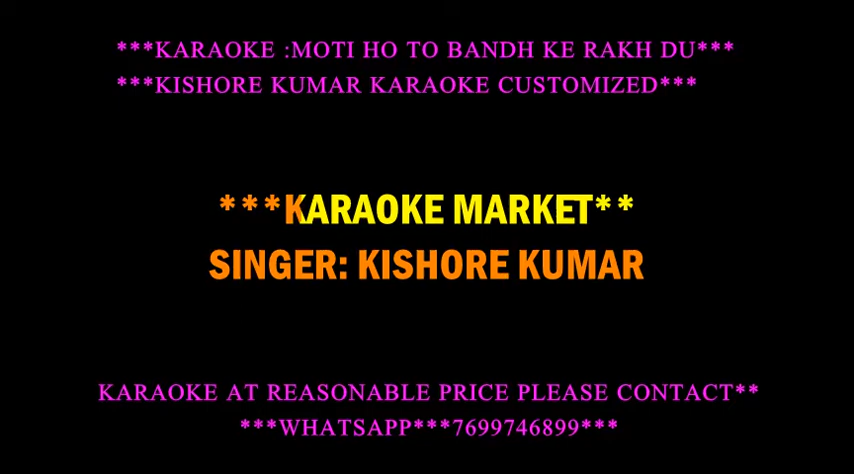 ***KARAOKE :MOTI HO TO BANDH KE RAKH DU***
***KISHORE KUMAR KARAOKE CUSTOMIZED***
***KARAOKE MARKET**
SINGER: KISHORE KUMAR
KARAOKE AT REASONABLE PRICE PLEASE CONTACT**
***WHATSAPP***7699746899***